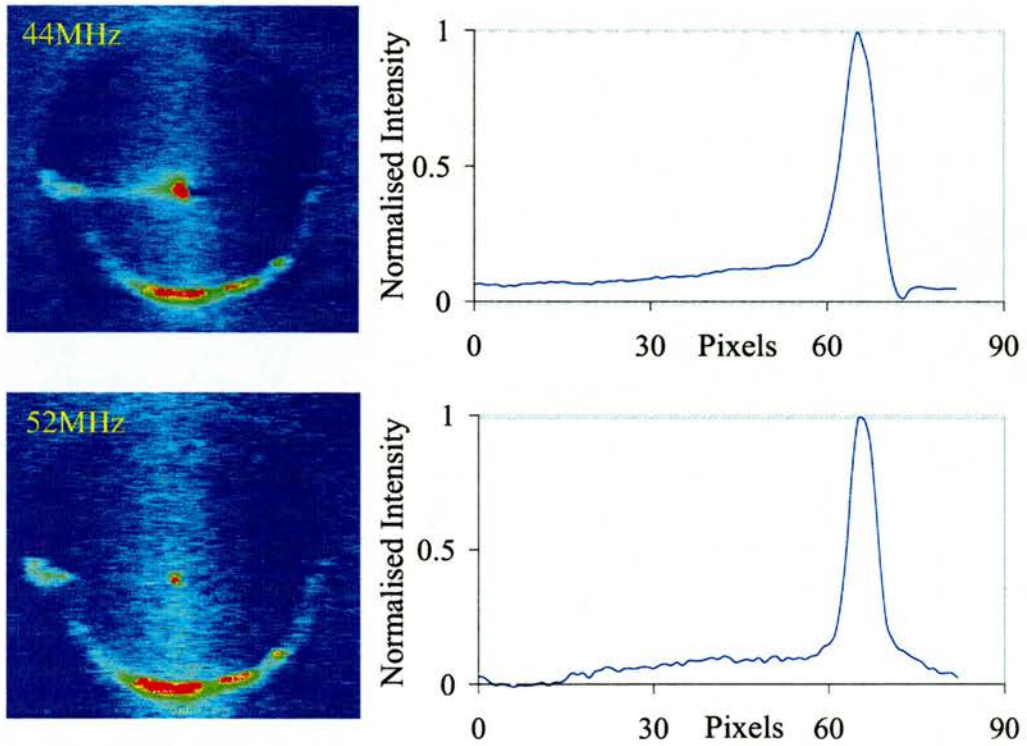 44MHz
Normalised Intensity
1
0.5
0
0 30 Pixels 60 90
52MHz
Normalised Intensity
1
0.5
0
0 30 Pixels 60 90